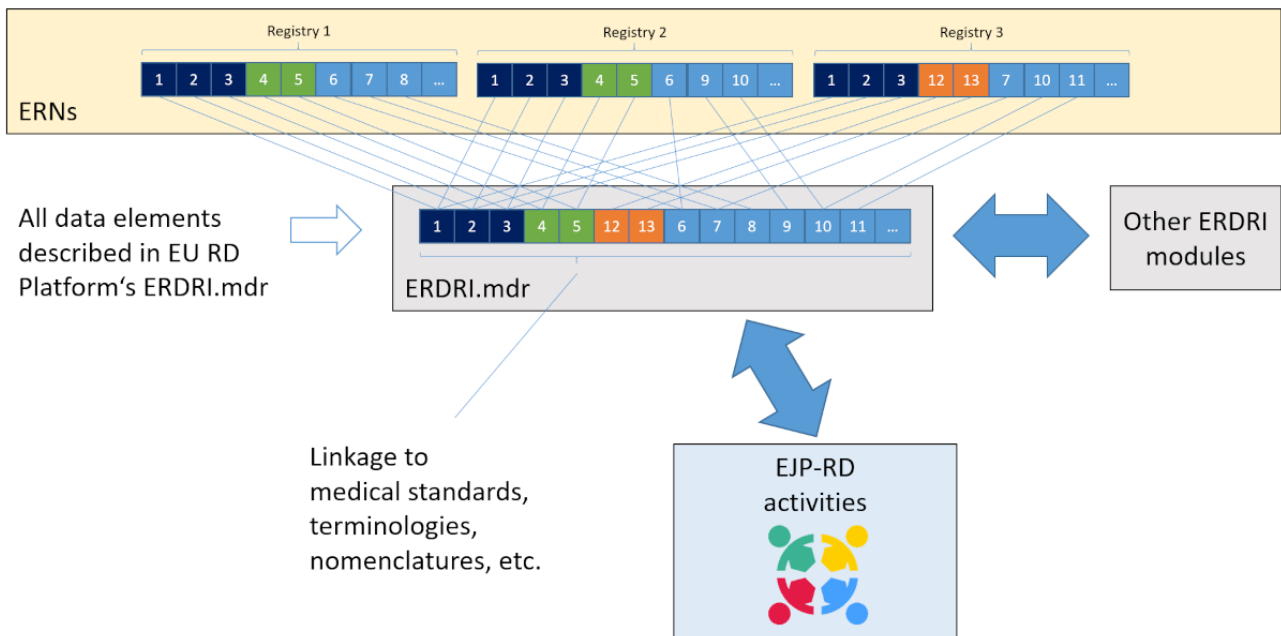 Registry 1
Registry 2
Registry 3
1 2 3 4 5 6 7 8 ...
1 2 3 4 5 6 9 10 ...
1 2 3 12 13 7 10 11 ...
ERNs
All data elements
described in EU RD
Platform‘s ERDRI.mdr
1 2 3 4 5 12 13 6 7 8 9 10 11 ...
ERDRI.mdr
Other ERDRI
modules
Linkage to
medical standards,
terminologies,
nomenclatures, etc.
EJP-RD
activities